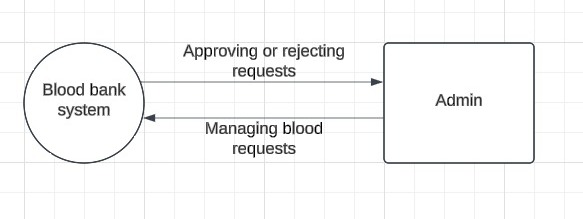 Approving or rejecting
requests
Blood bank
system
Admin
Managing blood
requests